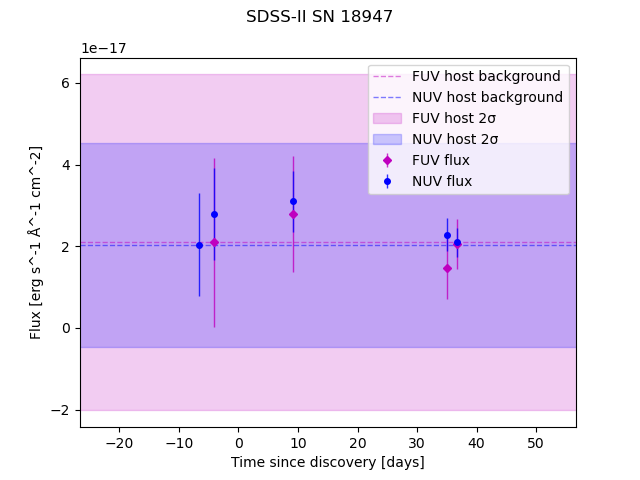 SDSS-II SN 18947
1e−17
FUV host background
NUV host background
FUV host 2σ
NUV host 2σ
FUV flux
NUV flux
6
4
2
0
−2
Flux [erg s^-1 Å^-1 cm^-2]
−20 −10 0 10 20 30 40 50
Time since discovery [days]